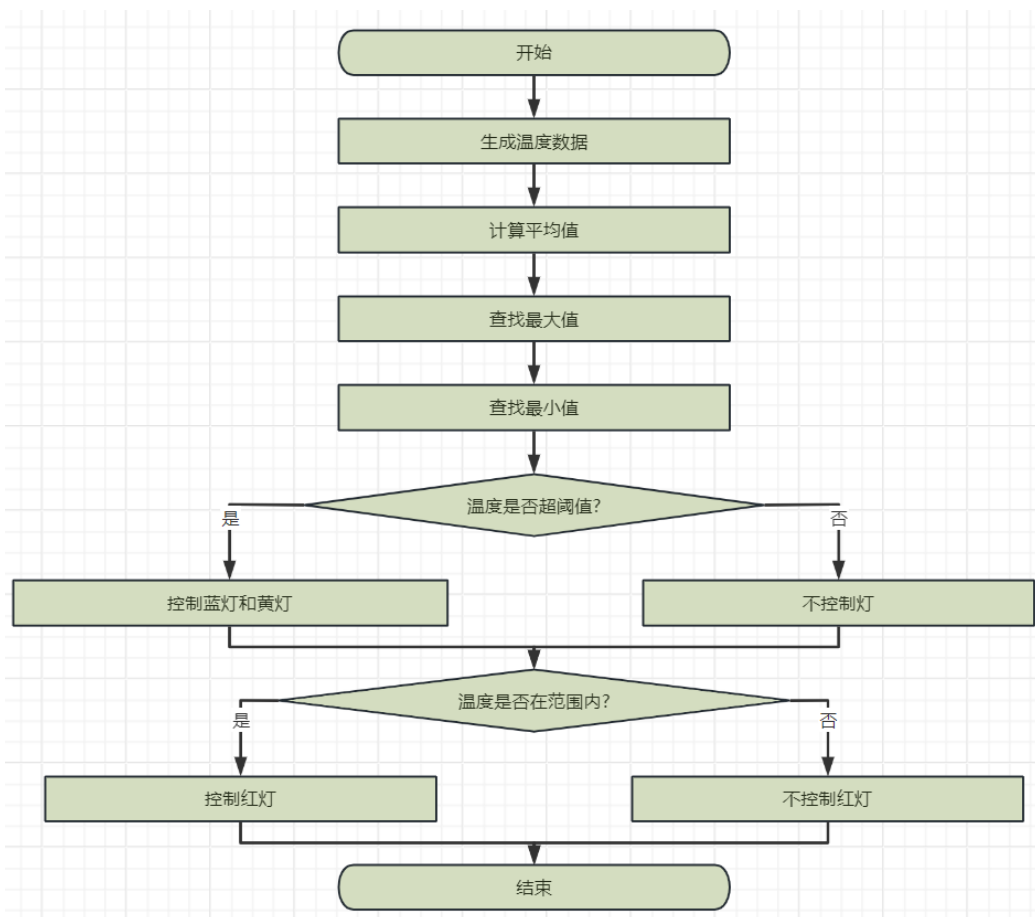 开始
生成温度数据
计算平均值
查找最大值
查找最小值
温度是否超阈值?
是
否
控制蓝灯和黄灯
不控制灯
温度是否在范围内?
是
否
控制红灯
不控制红灯
结束